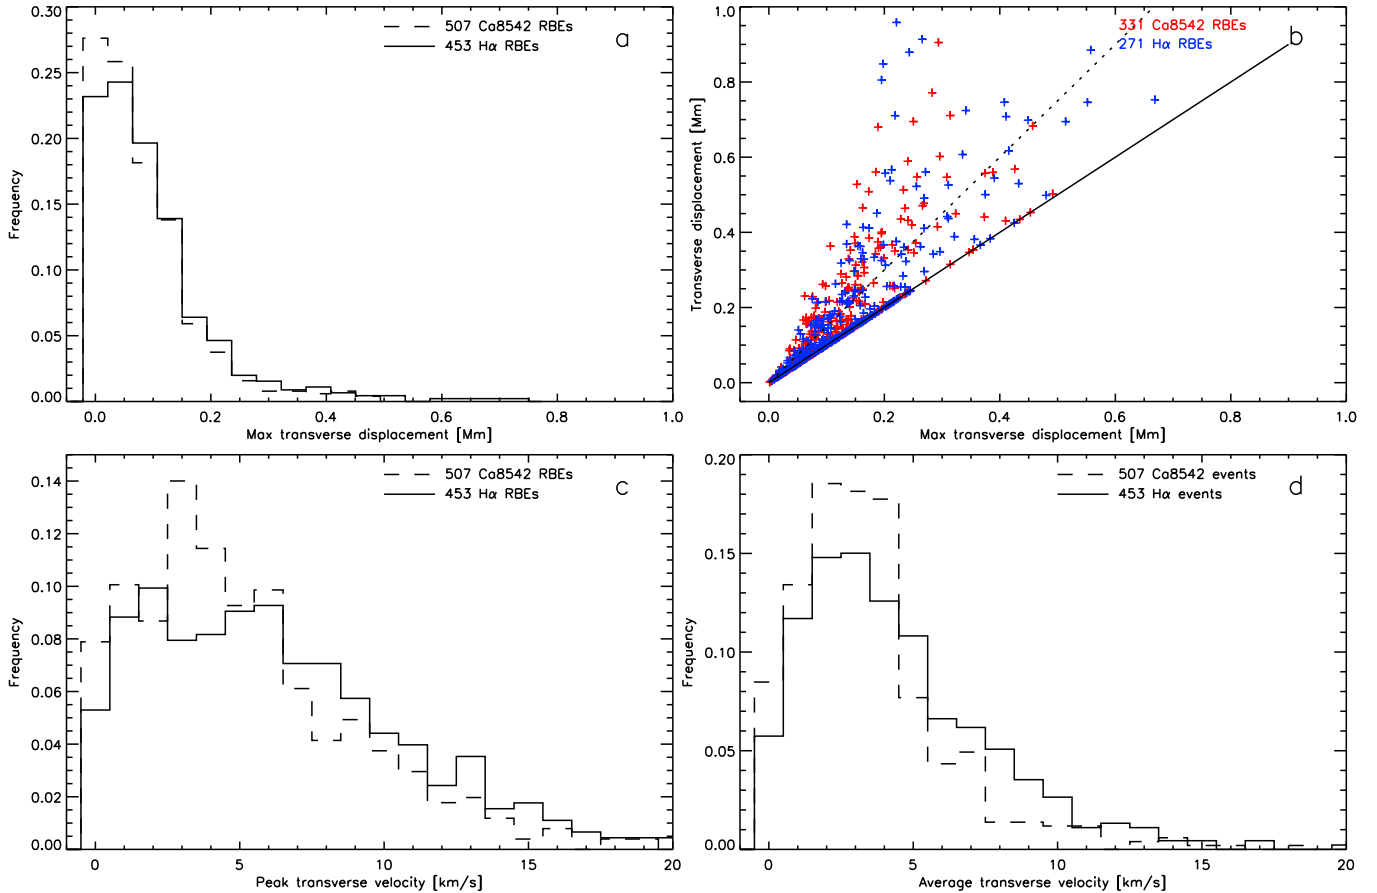 507 Ca8542 RBEs
453 Hα RBEs
a
0.30
0.25
0.20
0.15
0.10
0.05
0.00
Frequency
0.0 0.2 0.4 0.6 0.8 1.0
Max transverse displacement [Mm]
331 Ca8542 RBEs
271 Hα RBEs
b
1.0
0.8
0.6
0.4
0.2
0.0
Transverse displacement [Mm]
0.0 0.2 0.4 0.6 0.8 1.0
Max transverse displacement [Mm]
507 Ca8542 RBEs
453 Hα RBEs
c
0.14
0.12
0.10
0.08
0.06
0.04
0.02
0.00
Frequency
0 5 10 15 20
Peak transverse velocity [km/s]
507 Ca8542 events
453 Hα events
d
0.20
0.15
0.10
0.05
0.00
Frequency
0 5 10 15 20
Average transverse velocity [km/s]